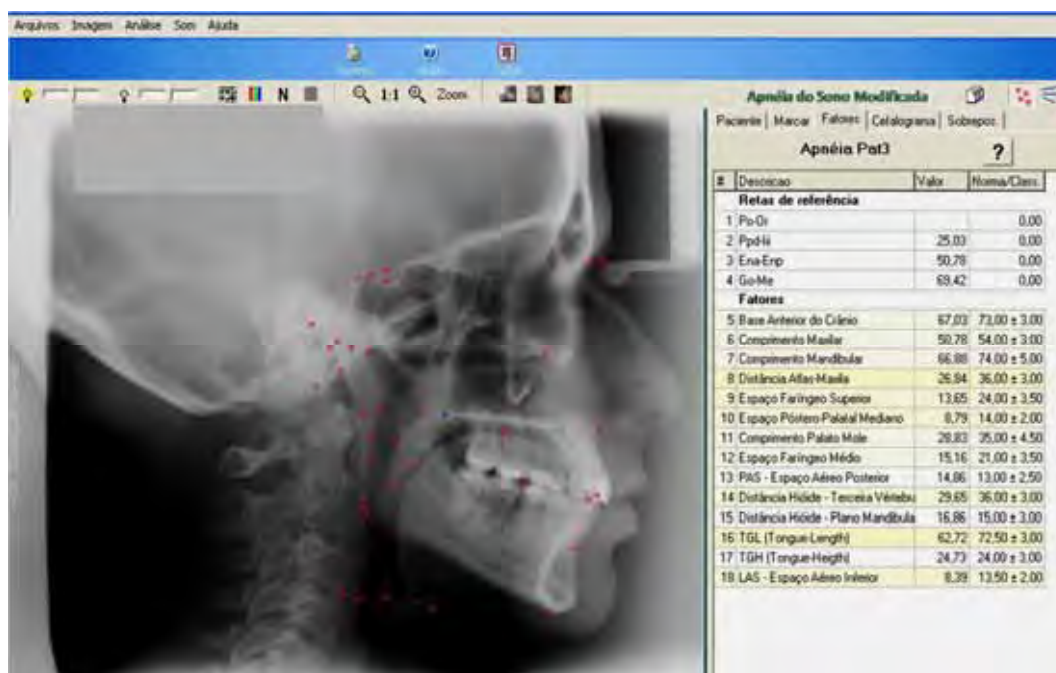 Arquivos Imagem Análise Som Ajuda
1:1 Zoom
N
Apnéia do Sono Modificada
Paciente Marcar Fatores Cefalograma Sobrepos.
Apnéia Pat3 ?
# Descricao Valor Norma/Class.
Retas de referência
1 Po-Or 0,00
2 Ppd-Iii 25,03 0,00
3 Ena-Enp 50,78 0,00
4 Go-Me 69,42 0,00
Fatores
5 Base Anterior do Crânio 67,03 73,00 ± 3,00
6 Comprimento Maxilar 50,78 54,00 ± 3,00
7 Comprimento Mandibular 66,88 74,00 ± 5,00
8 Distância Atlas-Maxila 26,84 36,00 ± 3,00
9 Espaço Faríngeo Superior 13,65 24,00 ± 3,50
10 Espaço Póstero-Palatal Mediano 8,79 14,00 ± 2,00
11 Comprimento Palato Mole 28,83 35,00 ± 4,50
12 Espaço Faríngeo Médio 15,16 21,00 ± 3,50
13 PAS - Espaço Aéreo Posterior 14,86 13,00 ± 2,50
14 Distância Hióide - Terceira Vértebra 29,65 36,00 ± 3,00
15 Distância Hióide - Plano Mandibula 16,86 15,00 ± 3,00
16 TGL (Tongue-Length) 62,72 72,50 ± 3,00
17 TGH (Tongue-Heigth) 24,73 24,00 ± 3,00
18 LAS - Espaço Aéreo Inferior 8,39 13,50 ± 2,00